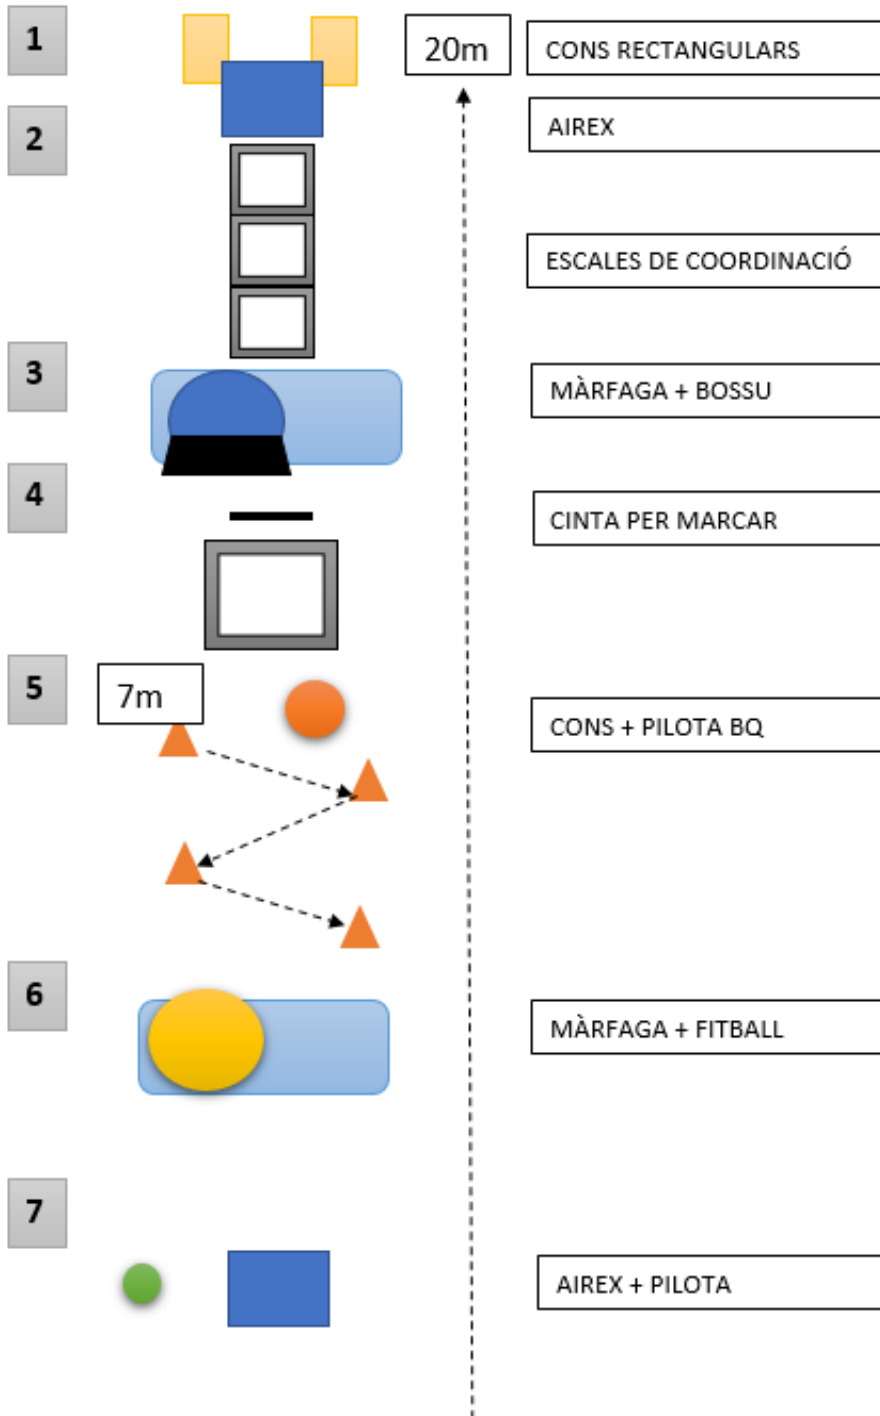 1
20m
CONS RECTANGULARS
2
AIREX
ESCALES DE COORDINACIÓ
3
MÀRFAGA + BOSSU
4
CINTA PER MARCAR
5
7m
CONS + PILOTA BQ
6
MÀRFAGA + FITBALL
7
AIREX + PILOTA